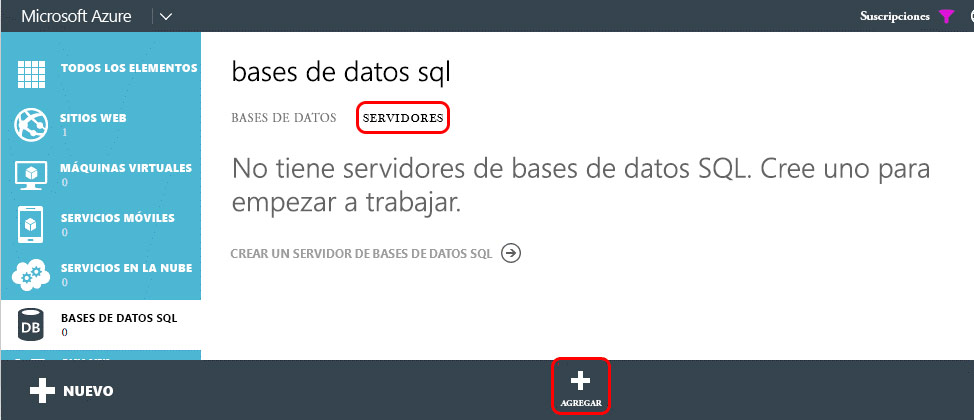 Microsoft Azure
Suscripciones
TODOS LOS ELEMENTOS
SITIOS WEB
1
MÁQUINAS VIRTUALES
0
SERVICIOS MÓVILES
0
SERVICIOS EN LA NUBE
0
DB
BASES DE DATOS SQL
0
bases de datos sql
BASES DE DATOS SERVIDORES
No tiene servidores de bases de datos SQL. Cree uno para
empezar a trabajar.
CREAR UN SERVIDOR DE BASES DE DATOS SQL
NUEVO
AGREGAR